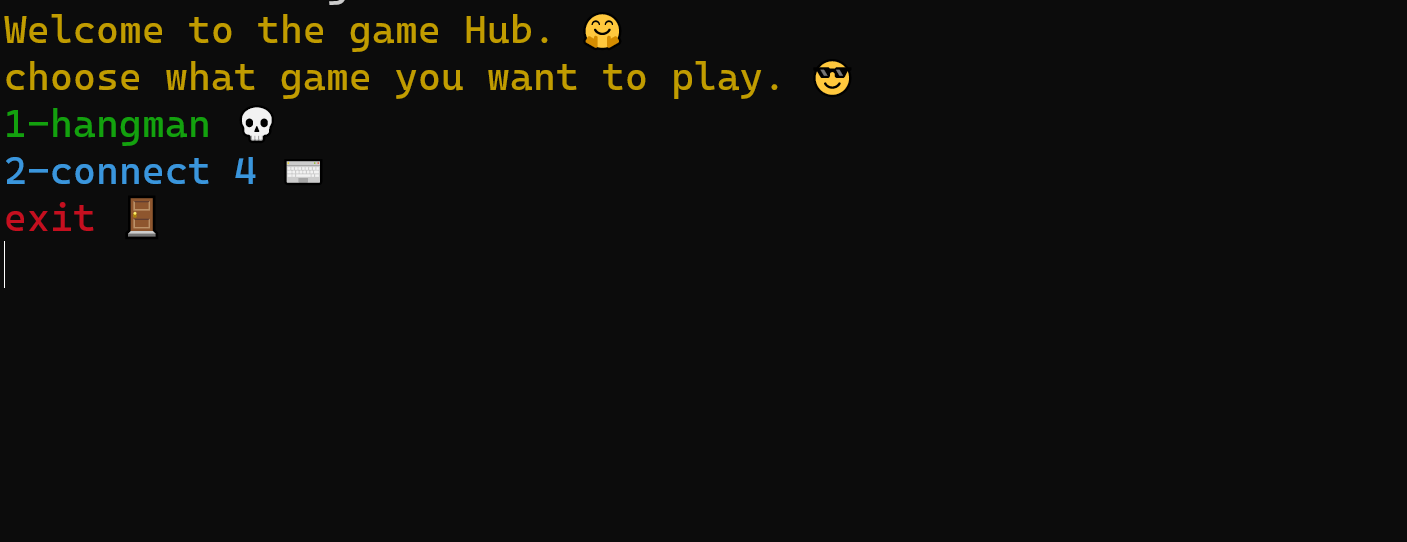 Welcome to the game Hub. 🤗
choose what game you want to play. 😎
1-hangman 💀
2-connect 4 ⌨️
exit 🚪